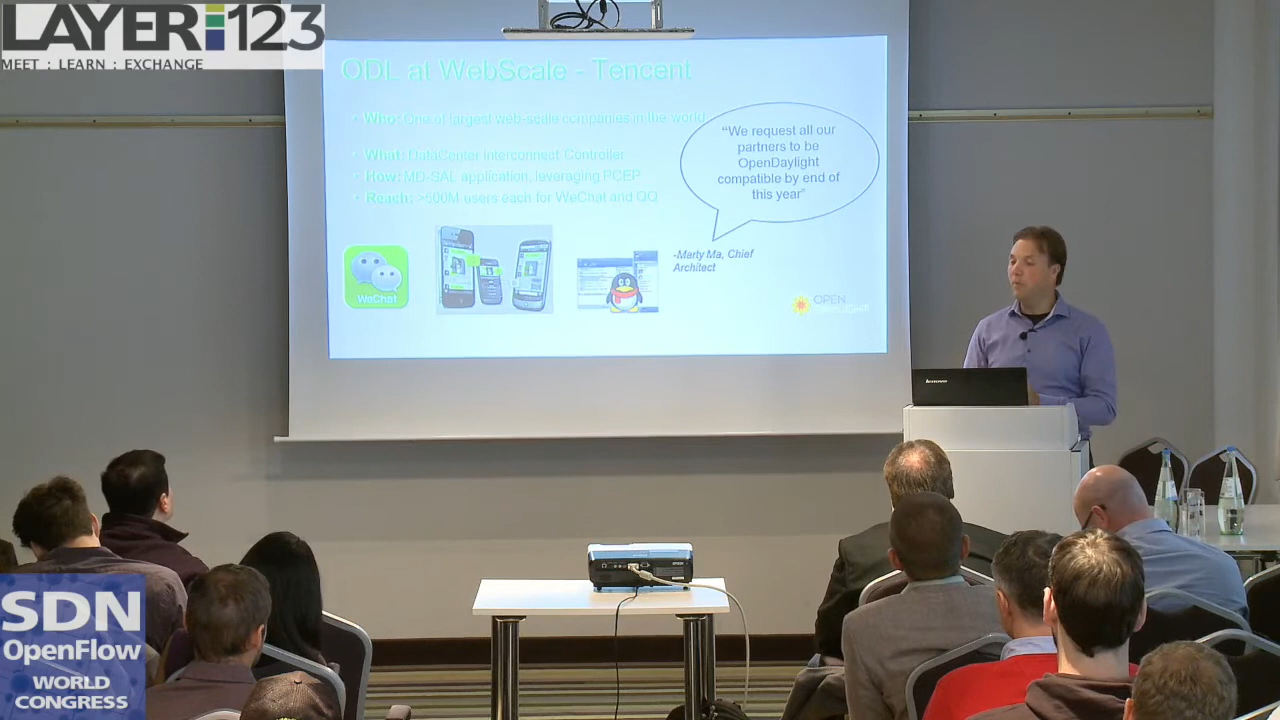 LAYER123
MEET : LEARN : EXCHANGE
ODL at WebScale - Tencent
• Who: One of largest web-scale companies in the world
• What: DataCenter Interconnect Controller
• How: MD-SAL application, leveraging PCEP
• Reach: >500M users each for WeChat and QQ
"We request all our
partners to be
OpenDaylight
compatible by end of
this year"
-Marty Ma, Chief
Architect
WeChat
OPEN
DAYLIGHT
lenovo
EPSON
SDN
OpenFlow
WORLD
CONGRESS